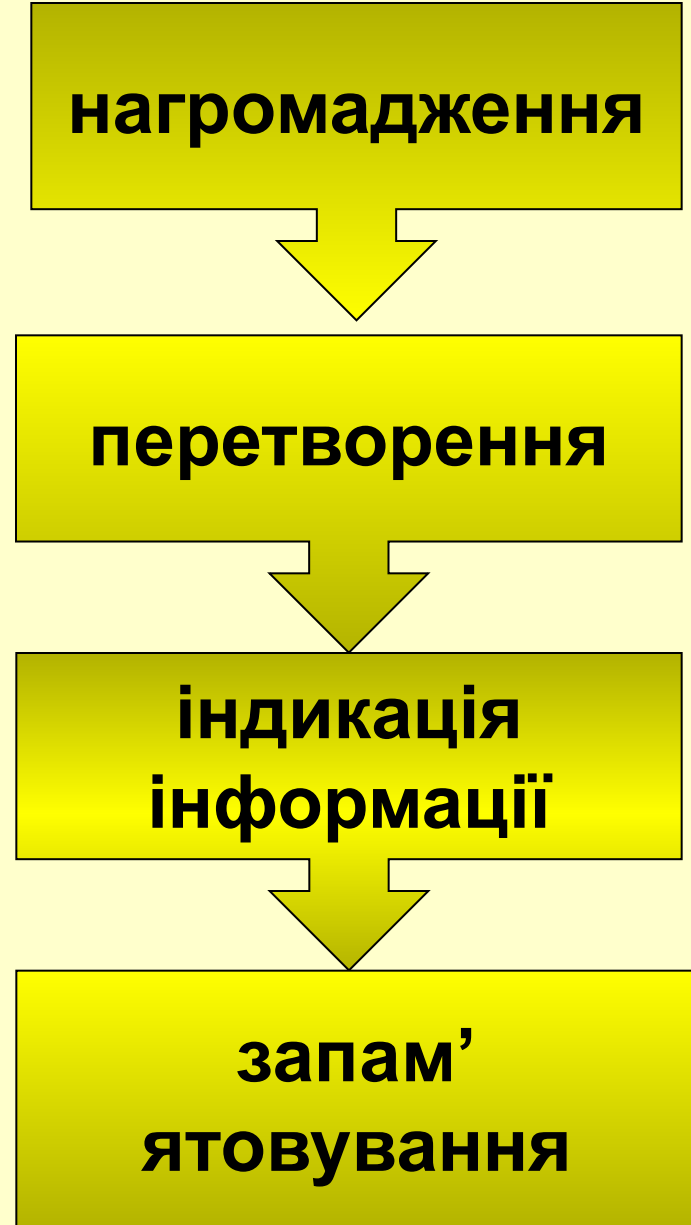 нагромадження
перетворення
індикація
інформації
запам’
ятовування